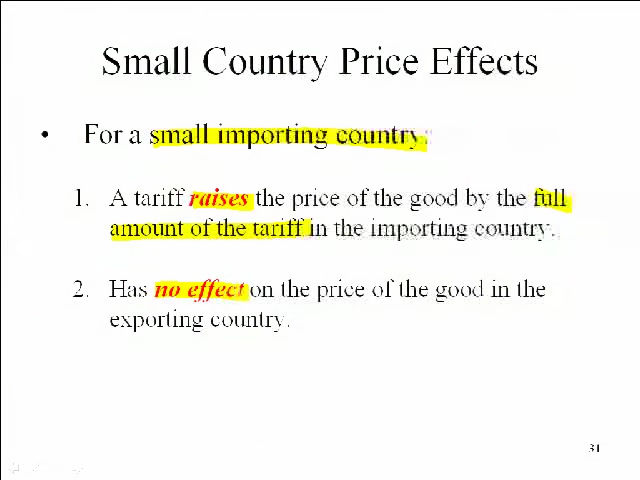 Small Country Price Effects
• For a small importing country:
1. A tariff raises the price of the good by the full
amount of the tariff in the importing country.
2. Has no effect on the price of the good in the
exporting country.
31